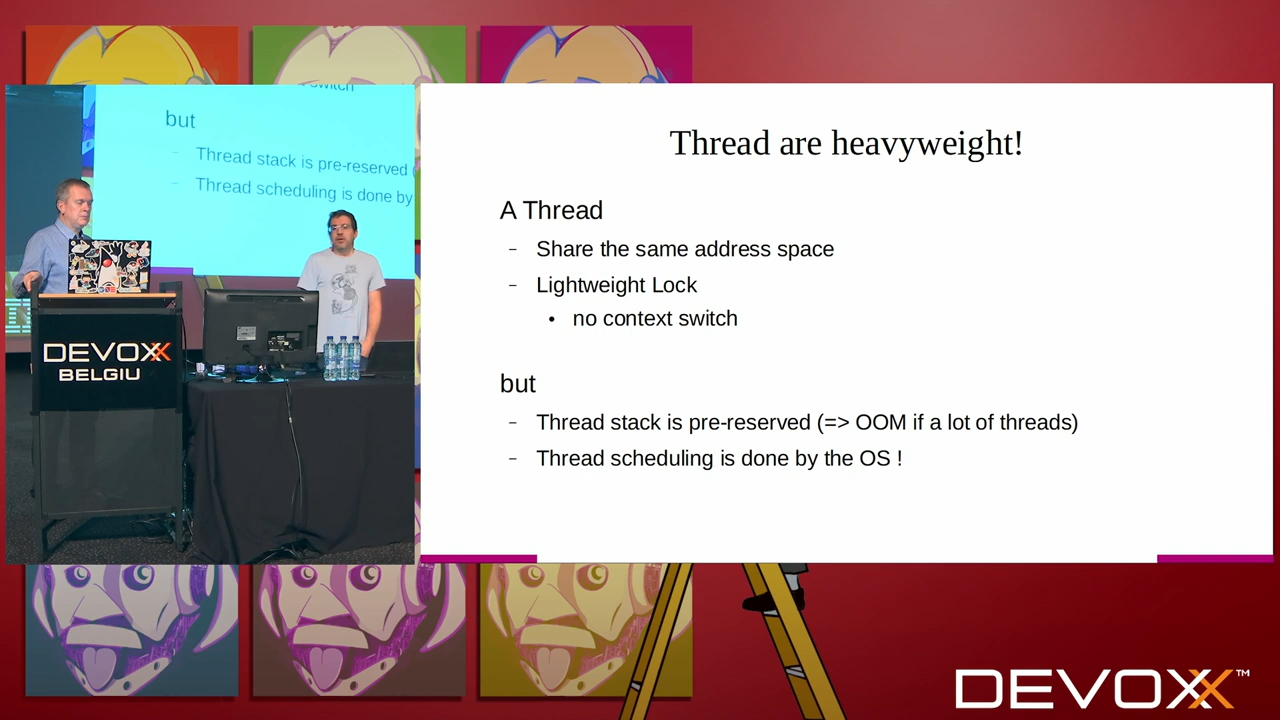 switch
but
– Thread stack is pre-reserved (
– Thread scheduling is done by
DEVOXX
BELGIU
Thread are heavyweight!
A Thread
– Share the same address space
– Lightweight Lock
• no context switch
but
– Thread stack is pre-reserved (=> OOM if a lot of threads)
– Thread scheduling is done by the OS !
DEVOXX™